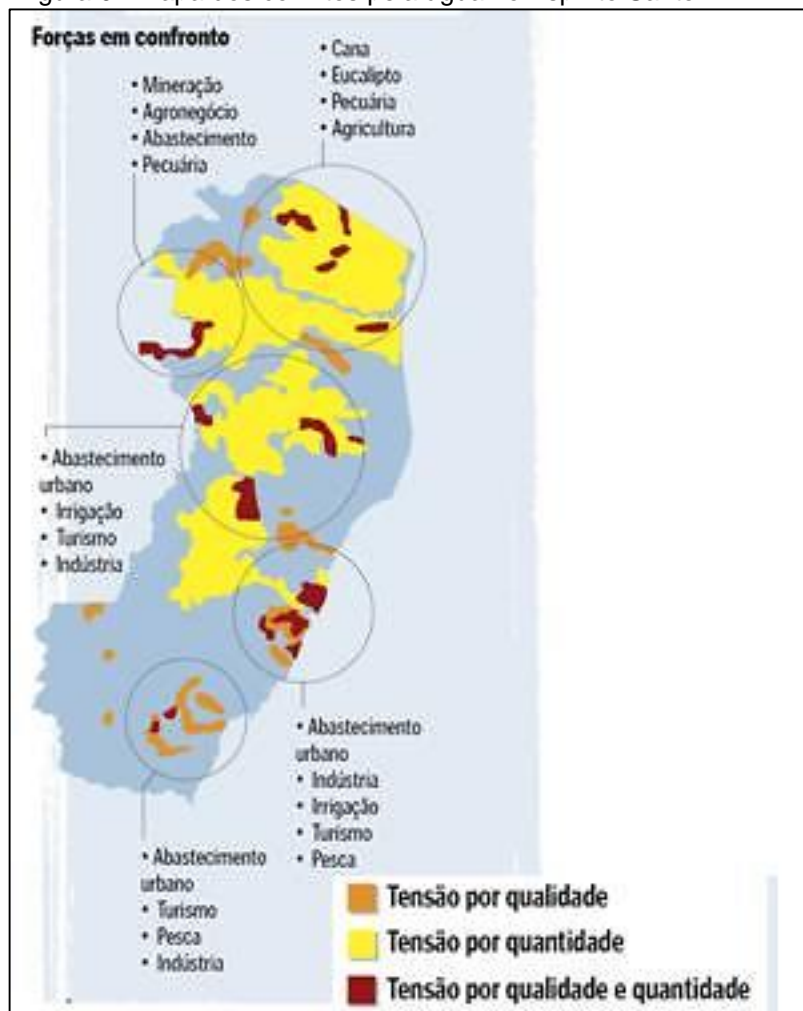 Forças em confronto
• Mineração
• Agronegócio
• Abastecimento
• Pecuária
• Cana
• Eucalipto
• Pecuária
• Agricultura
• Abastecimento
urbano
• Irrigação
• Turismo
• Indústria
• Abastecimento
urbano
• Indústria
• Irrigação
• Turismo
• Pesca
• Abastecimento
urbano
• Turismo
• Pesca
• Indústria
Tensão por qualidade
Tensão por quantidade
Tensão por qualidade e quantidade